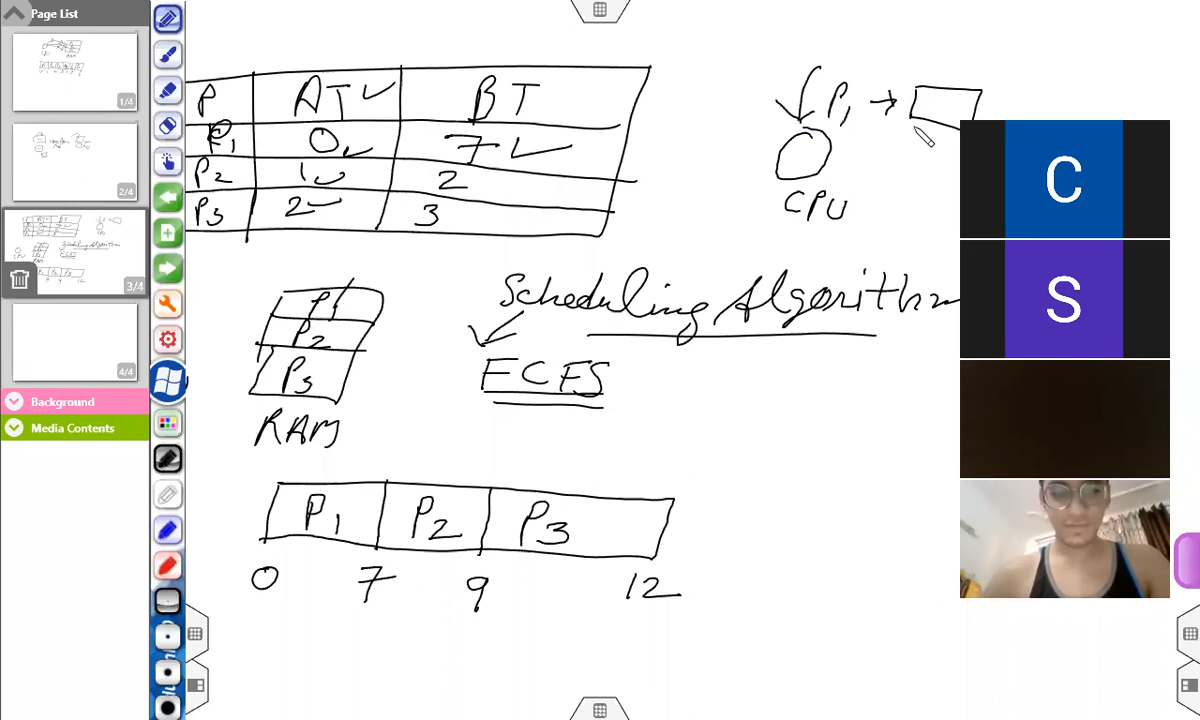 Page List
1/4
2/4
3/4
4/4
Background
Media Contents
P AT BT
P1 0 7
P2 1 2
P3 2 3
P1
CPU
P1
P2
P3
RAM
Scheduling Algorithm
FCFS
P1 P2 P3
0 7 9 12
C
S